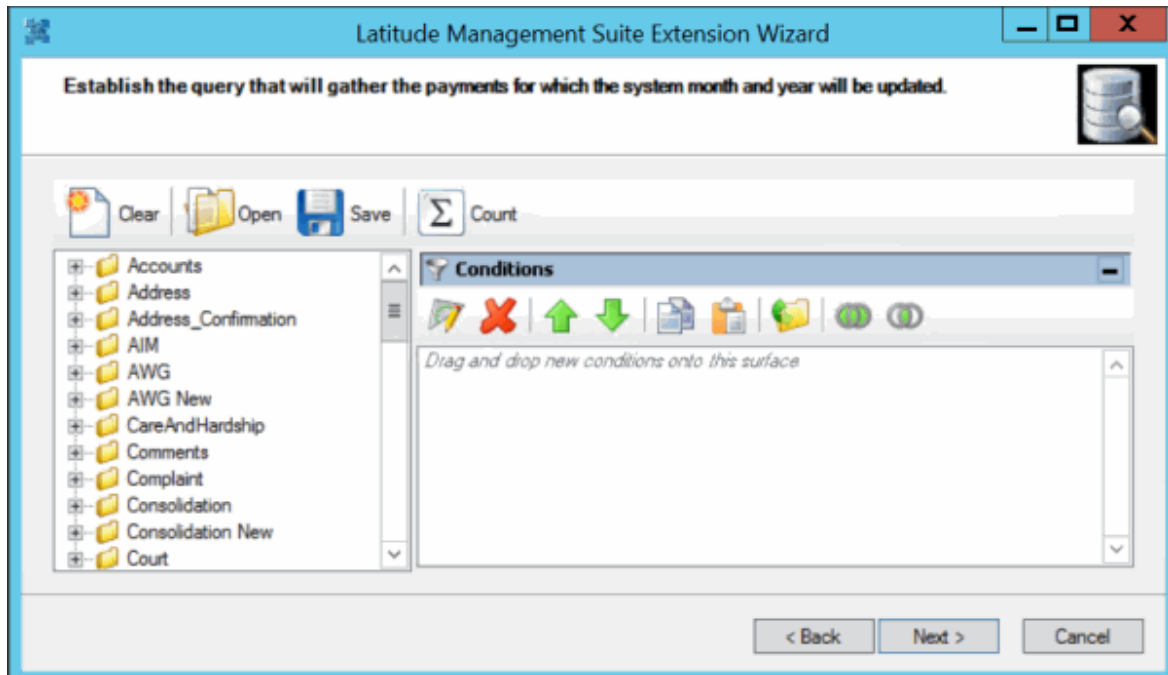 Latitude Management Suite Extension Wizard
Establish the query that will gather the payments for which the system month and year will be updated.
Clear Open Save Σ Count
Accounts
Address
Address_Confirmation
AIM
AWG
AWG New
CareAndHardship
Comments
Complaint
Consolidation
Consolidation New
Court
Conditions
Drag and drop new conditions onto this surface
< Back Next > Cancel